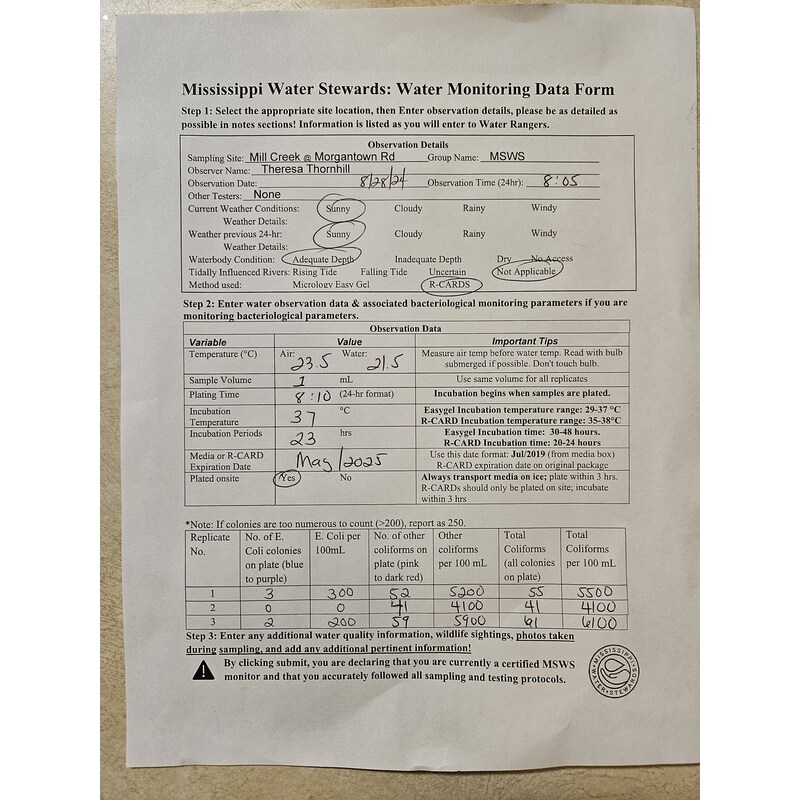 Mississippi Water Stewards: Water Monitoring Data Form
Step 1: Select the appropriate site location, then Enter observation details, please be as detailed as
possible in notes sections! Information is listed as you will enter to Water Rangers.
Observation Details
Sampling Site: Mill Creek @ Morgantown Rd Group Name: MSWS
Observer Name: Theresa Thornhill
Observation Date: 8/28/24 Observation Time (24hr): 8:05
Other Testers: None
Current Weather Conditions: Sunny Cloudy Rainy Windy
Weather Details:
Weather previous 24-hr: Sunny Cloudy Rainy Windy
Weather Details:
Waterbody Condition: Adequate Depth Inadequate Depth Dry No Access
Tidally Influenced Rivers: Rising Tide Falling Tide Uncertain Not Applicable
Method used: Micrology Easy Gel R-CARDS
Step 2: Enter water observation data & associated bacteriological monitoring parameters if you are
monitoring bacteriological parameters.
Observation Data
Variable Value Important Tips
Temperature (°C) Air: 23.5 Water: 21.5 Measure air temp before water temp. Read with bulb
submerged if possible. Don't touch bulb.
Sample Volume 1 mL Use same volume for all replicates
Plating Time 8:10 (24-hr format) Incubation begins when samples are plated.
Incubation 37 °C Easygel Incubation temperature range: 29-37 °C
Temperature R-CARD Incubation temperature range: 35-38°C
Incubation Periods 23 hrs Easygel Incubation time: 30-48 hours.
R-CARD Incubation time: 20-24 hours
Media or R-CARD May/2025 Use this date format: Jul/2019 (from media box)
Expiration Date R-CARD expiration date on original package
Plated onsite Yes No Always transport media on ice; plate within 3 hrs.
R-CARDs should only be plated on site; incubate
within 3 hrs
*Note: If colonies are too numerous to count (>200), report as 250.
Replicate No. of E. E. Coli per No. of other Other Total Total
No. Coli colonies 100mL coliforms on coliforms Coliforms Coliforms
on plate (blue plate (pink per 100 mL (all colonies per 100 mL
to purple) to dark red) on plate)
1 3 300 52 5200 55 5500
2 0 0 41 4100 41 4100
3 2 200 59 5900 61 6100
Step 3: Enter any additional water quality information, wildlife sightings, photos taken
during sampling, and add any additional pertinent information!
By clicking submit, you are declaring that you are currently a certified MSWS
monitor and that you accurately followed all sampling and testing protocols.
MISSISSIPPI WATER STEWARDS